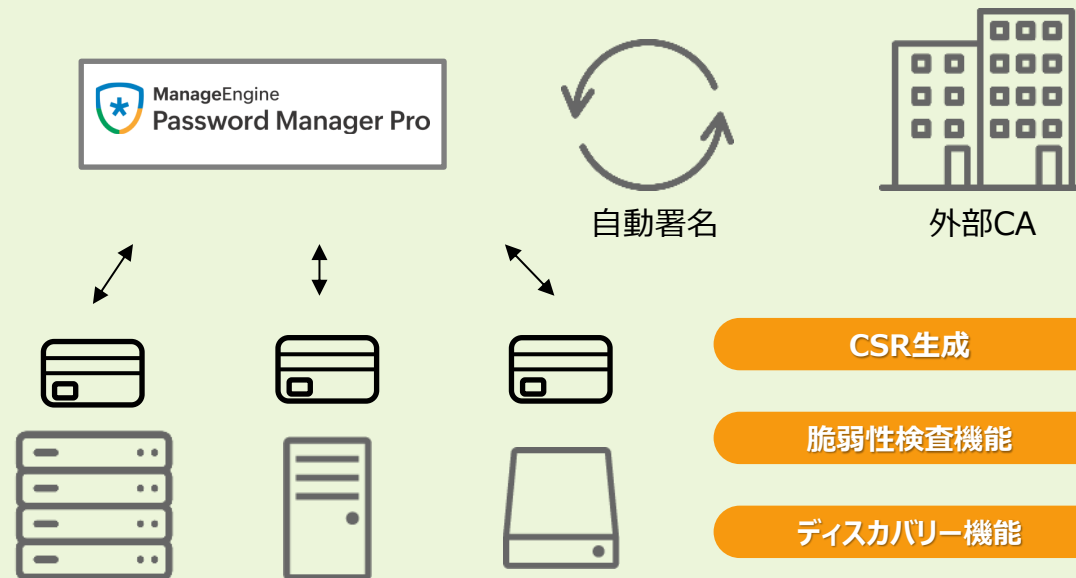 ManageEngine
Password Manager Pro
自動署名
外部CA
CSR生成
脆弱性検査機能
ディスカバリー機能